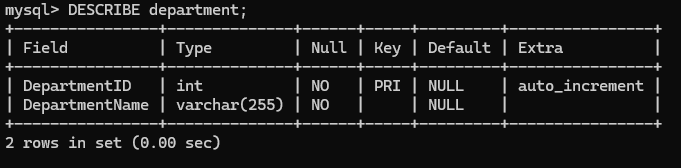 mysql> DESCRIBE department;
+----------------+--------------+------+-----+---------+----------------+
| Field          | Type         | Null | Key | Default | Extra          |
+----------------+--------------+------+-----+---------+----------------+
| DepartmentID   | int          | NO   | PRI | NULL    | auto_increment |
| DepartmentName | varchar(255) | NO   |     | NULL    |                |
+----------------+--------------+------+-----+---------+----------------+
2 rows in set (0.00 sec)